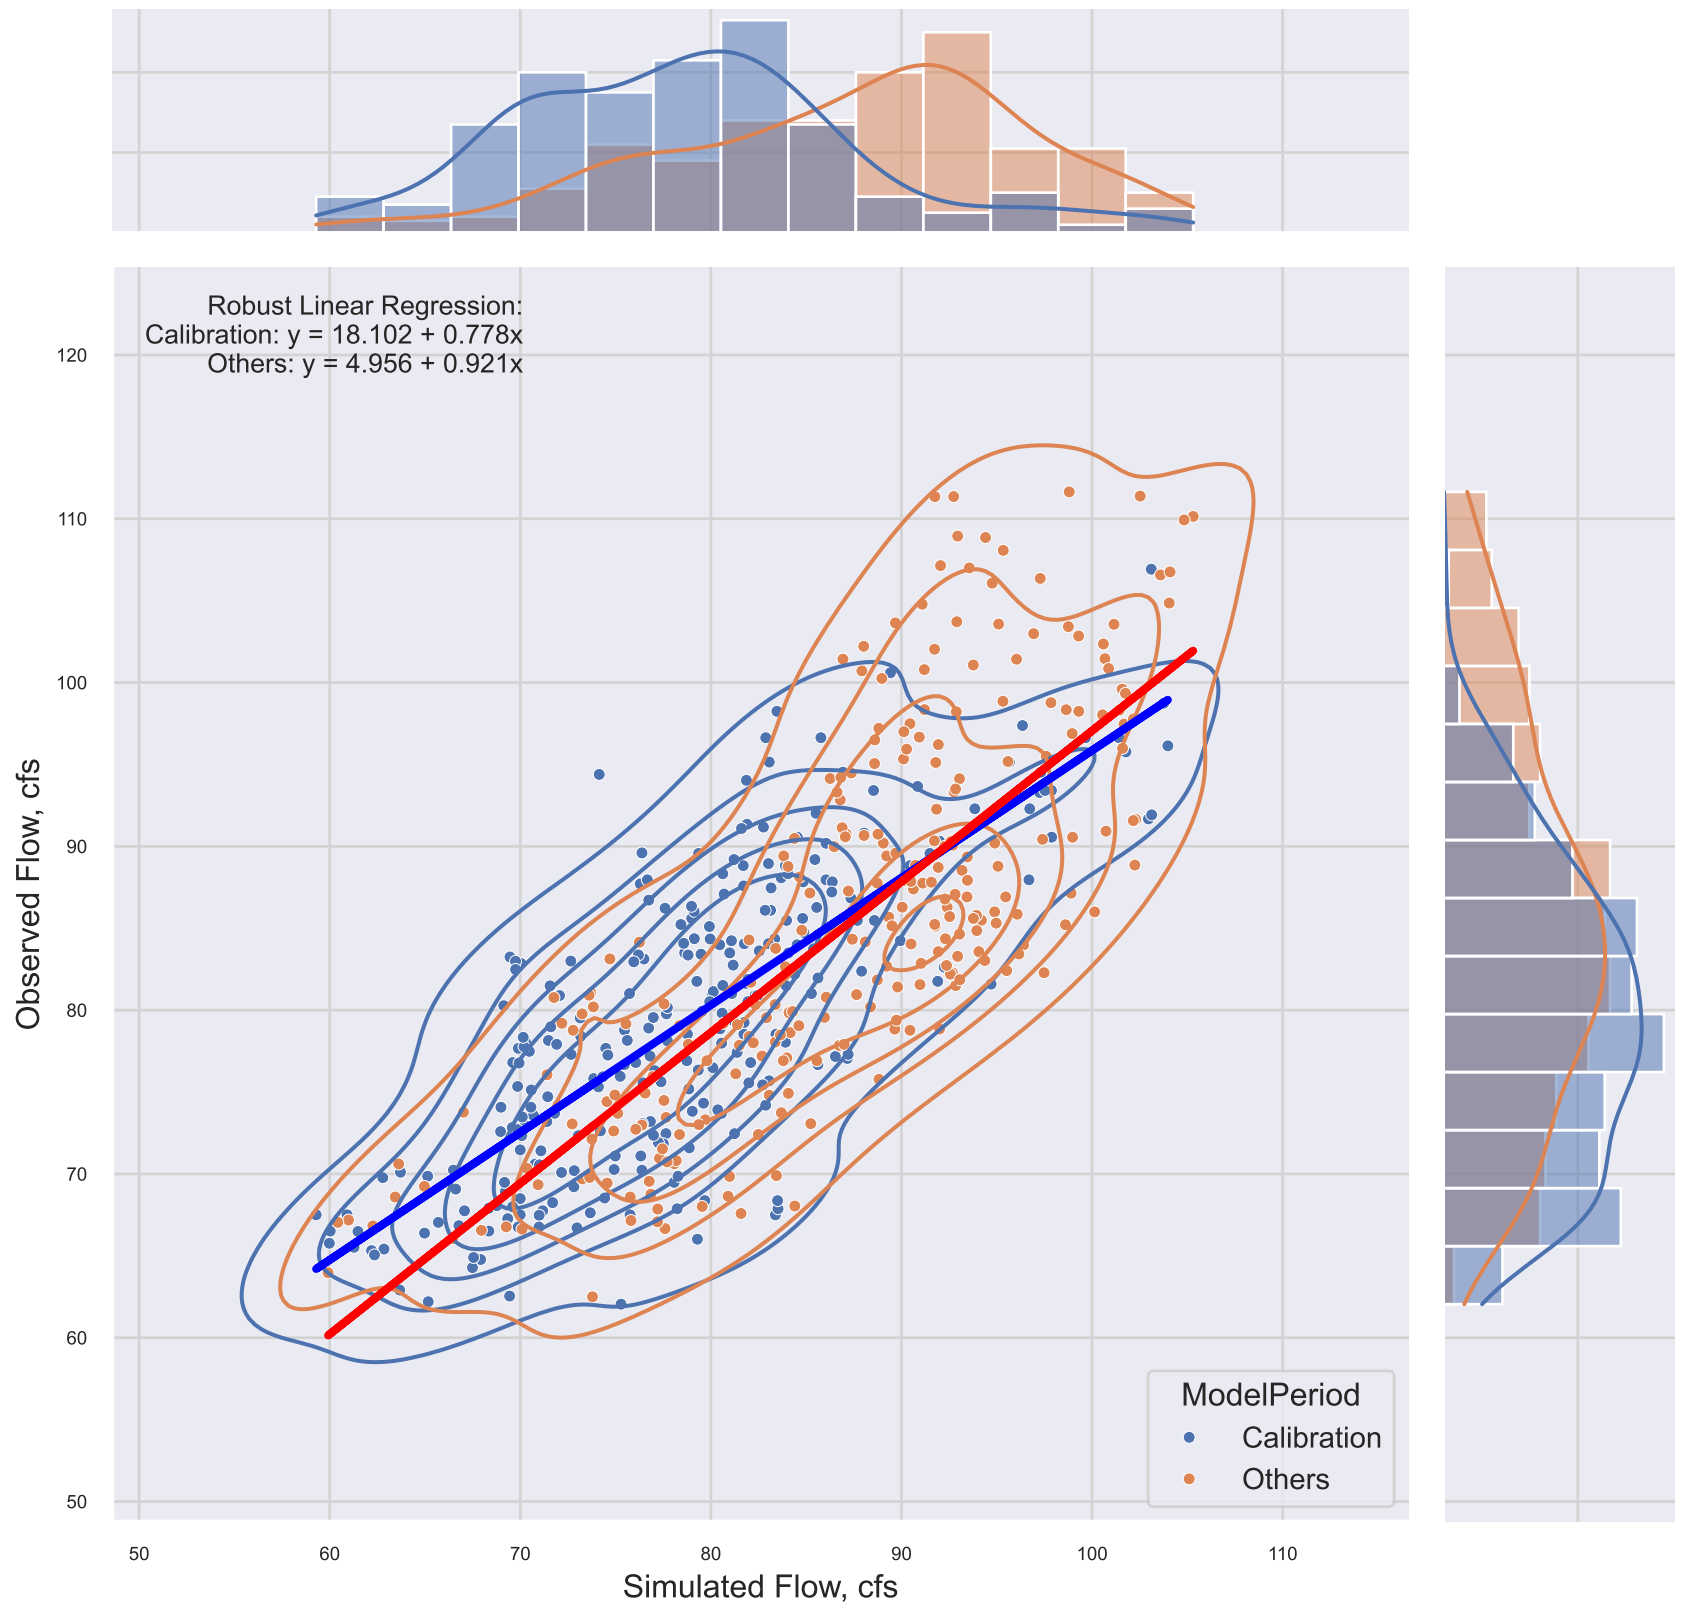 Robust Linear Regression:
Calibration: y = 18.102 + 0.778x
Others: y = 4.956 + 0.921x
120
110
100
90
80
70
60
50
Observed Flow, cfs
ModelPeriod
Calibration
Others
50 60 70 80 90 100 110
Simulated Flow, cfs